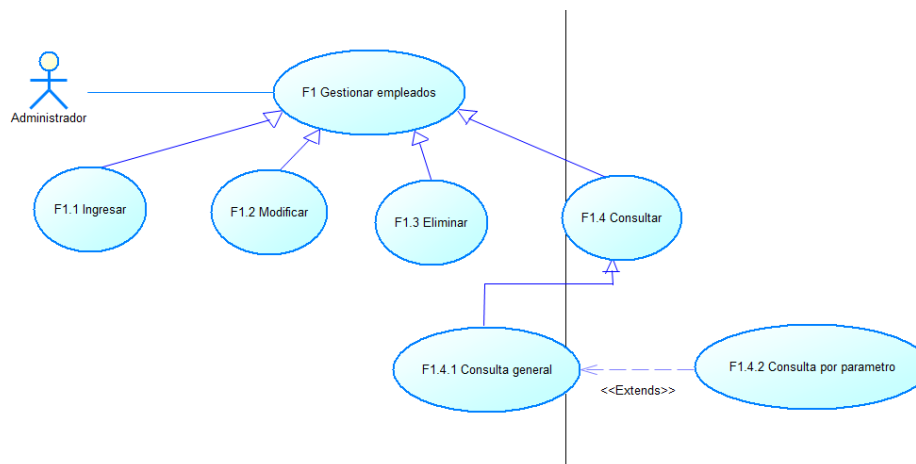 F1 Gestionar empleados
Administrador
F1.1 Ingresar
F1.2 Modificar
F1.3 Eliminar
F1.4 Consultar
F1.4.1 Consulta general
F1.4.2 Consulta por parametro
<<Extends>>